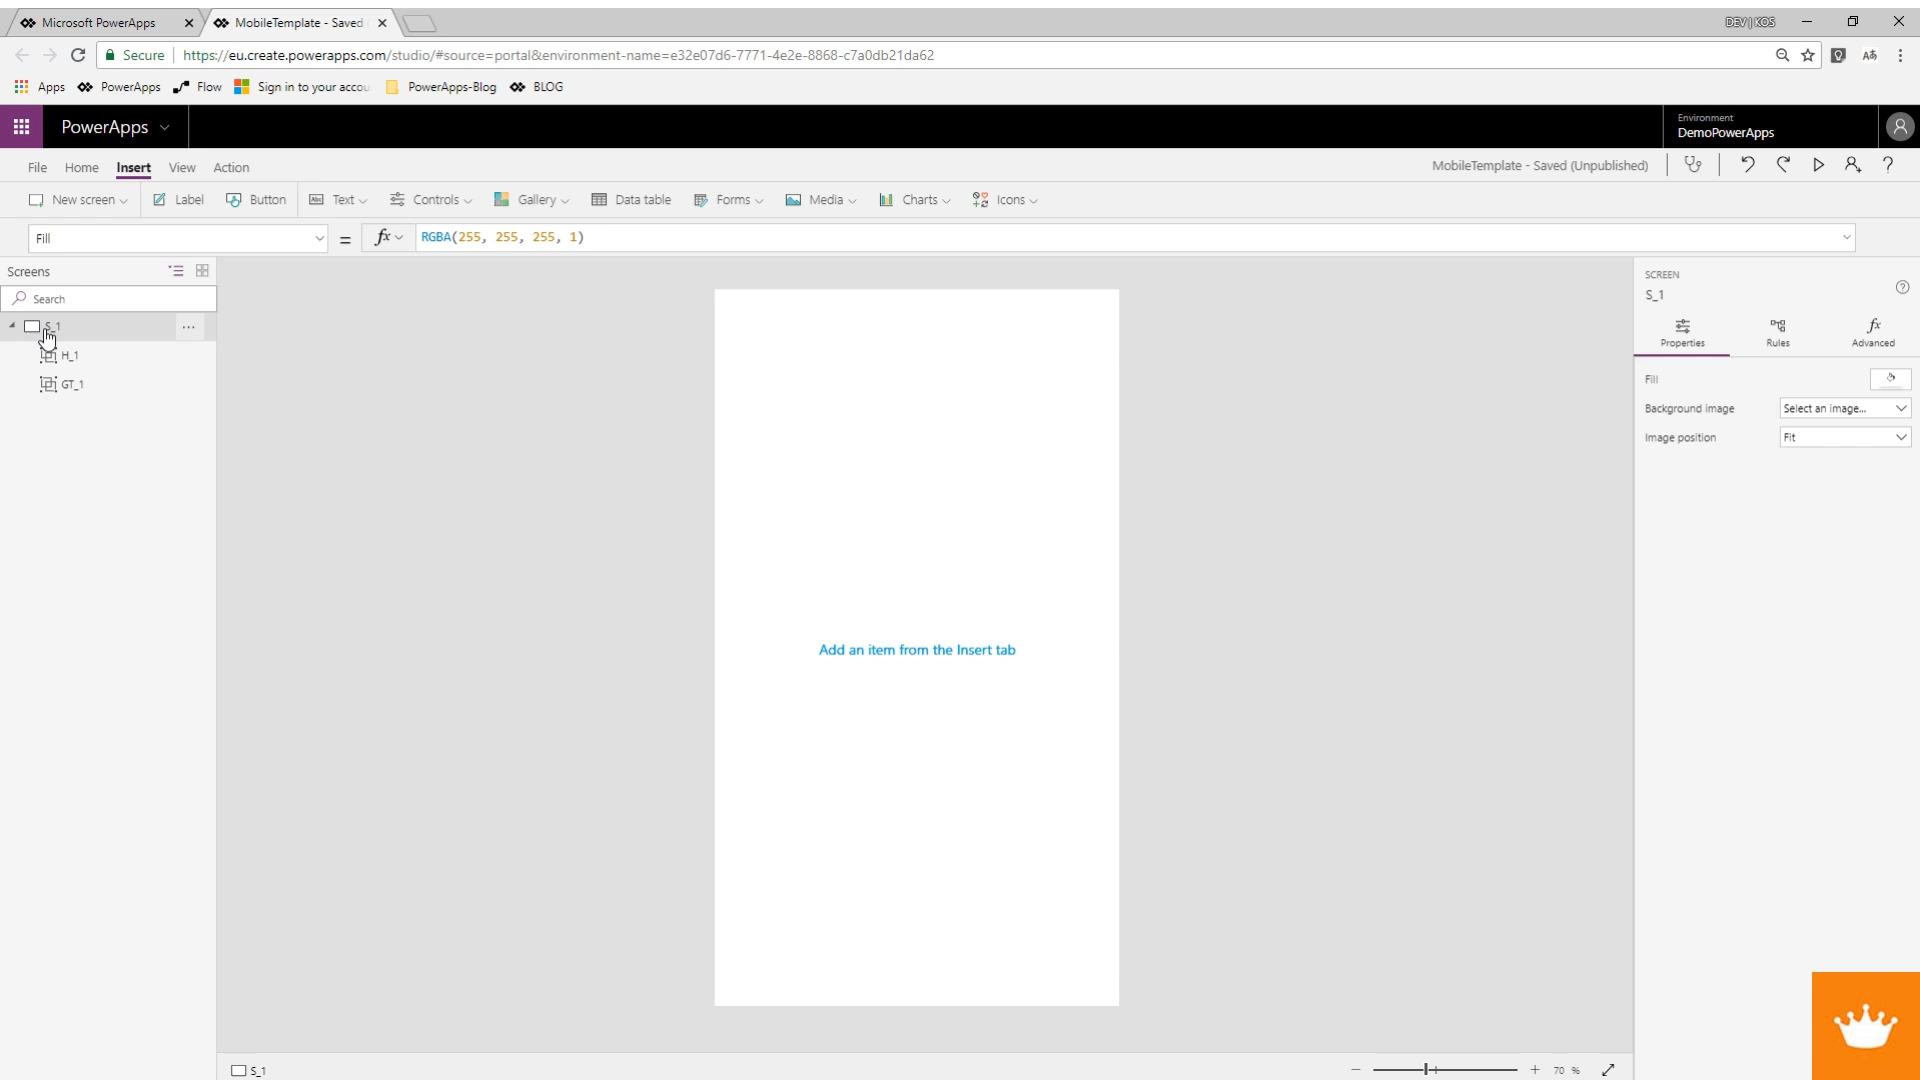 Microsoft PowerApps
MobileTemplate - Saved
DEV | KOS
Secure
https://eu.create.powerapps.com/studio/#source=portal&environment-name=e32e07d6-7771-4e2e-8868-c7a0db21da62
Apps PowerApps Flow Sign in to your accou PowerApps-Blog BLOG
PowerApps
Environment
DemoPowerApps
File Home Insert View Action
MobileTemplate - Saved (Unpublished)
New screen Label Button Text Controls Gallery Data table Forms Media Charts Icons
Fill = fx RGBA(255, 255, 255, 1)
Screens
Search
S_1
H_1
GT_1
Add an item from the Insert tab
SCREEN
S_1
Properties Rules Advanced
Fill
Background image Select an image...
Image position Fit
S_1
70 %